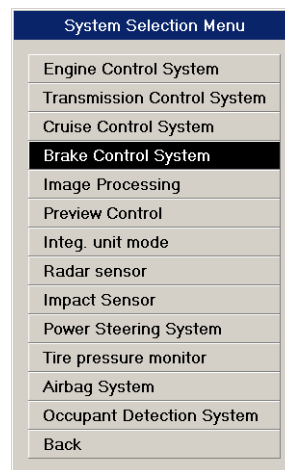 System Selection Menu
Engine Control System
Transmission Control System
Cruise Control System
Brake Control System
Image Processing
Preview Control
Integ. unit mode
Radar sensor
Impact Sensor
Power Steering System
Tire pressure monitor
Airbag System
Occupant Detection System
Back